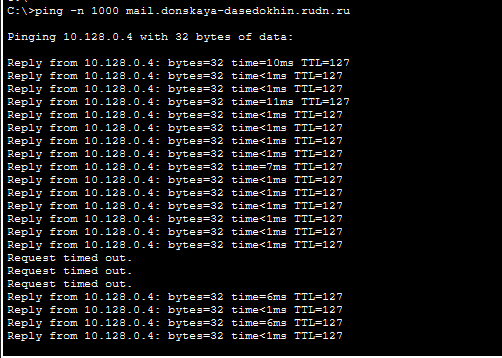 C:\>ping -n 1000 mail.donskaya-dasedokhin.rudn.ru
Pinging 10.128.0.4 with 32 bytes of data:
Reply from 10.128.0.4: bytes=32 time=10ms TTL=127
Reply from 10.128.0.4: bytes=32 time<1ms TTL=127
Reply from 10.128.0.4: bytes=32 time<1ms TTL=127
Reply from 10.128.0.4: bytes=32 time=11ms TTL=127
Reply from 10.128.0.4: bytes=32 time<1ms TTL=127
Reply from 10.128.0.4: bytes=32 time<1ms TTL=127
Reply from 10.128.0.4: bytes=32 time<1ms TTL=127
Reply from 10.128.0.4: bytes=32 time<1ms TTL=127
Reply from 10.128.0.4: bytes=32 time=7ms TTL=127
Reply from 10.128.0.4: bytes=32 time<1ms TTL=127
Reply from 10.128.0.4: bytes=32 time<1ms TTL=127
Reply from 10.128.0.4: bytes=32 time<1ms TTL=127
Reply from 10.128.0.4: bytes=32 time<1ms TTL=127
Reply from 10.128.0.4: bytes=32 time<1ms TTL=127
Reply from 10.128.0.4: bytes=32 time<1ms TTL=127
Request timed out.
Request timed out.
Request timed out.
Reply from 10.128.0.4: bytes=32 time=6ms TTL=127
Reply from 10.128.0.4: bytes=32 time<1ms TTL=127
Reply from 10.128.0.4: bytes=32 time=6ms TTL=127
Reply from 10.128.0.4: bytes=32 time<1ms TTL=127